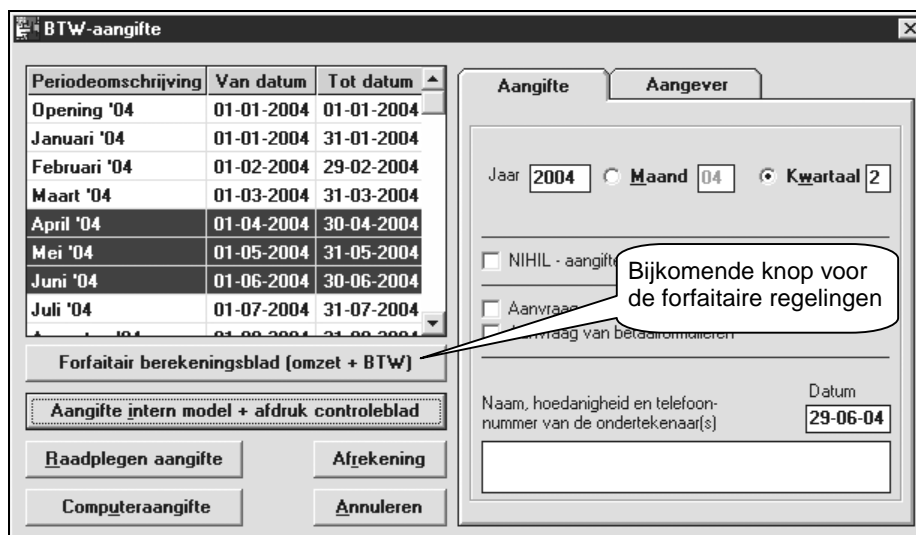 BTW-aangifte
Periodeomschrijving Van datum Tot datum
Opening '04 01-01-2004 01-01-2004
Januari '04 01-01-2004 31-01-2004
Februari '04 01-02-2004 29-02-2004
Maart '04 01-03-2004 31-03-2004
April '04 01-04-2004 30-04-2004
Mei '04 01-05-2004 31-05-2004
Juni '04 01-06-2004 30-06-2004
Juli '04 01-07-2004 31-07-2004
Forfaitair berekeningsblad (omzet + BTW)
Aangifte intern model + afdruk controleblad
Raadplegen aangifte Afrekening
Computeraangifte Annuleren
Aangifte Aangever
Jaar 2004 Maand 04 Kwartaal 2
NIHIL - aangifte
Bijkomende knop voor
de forfaitaire regelingen
Aanvraag
Aanvraag van betaalformulieren
Naam, hoedanigheid en telefoon-
nummer van de ondertekenaar(s)
Datum
29-06-04